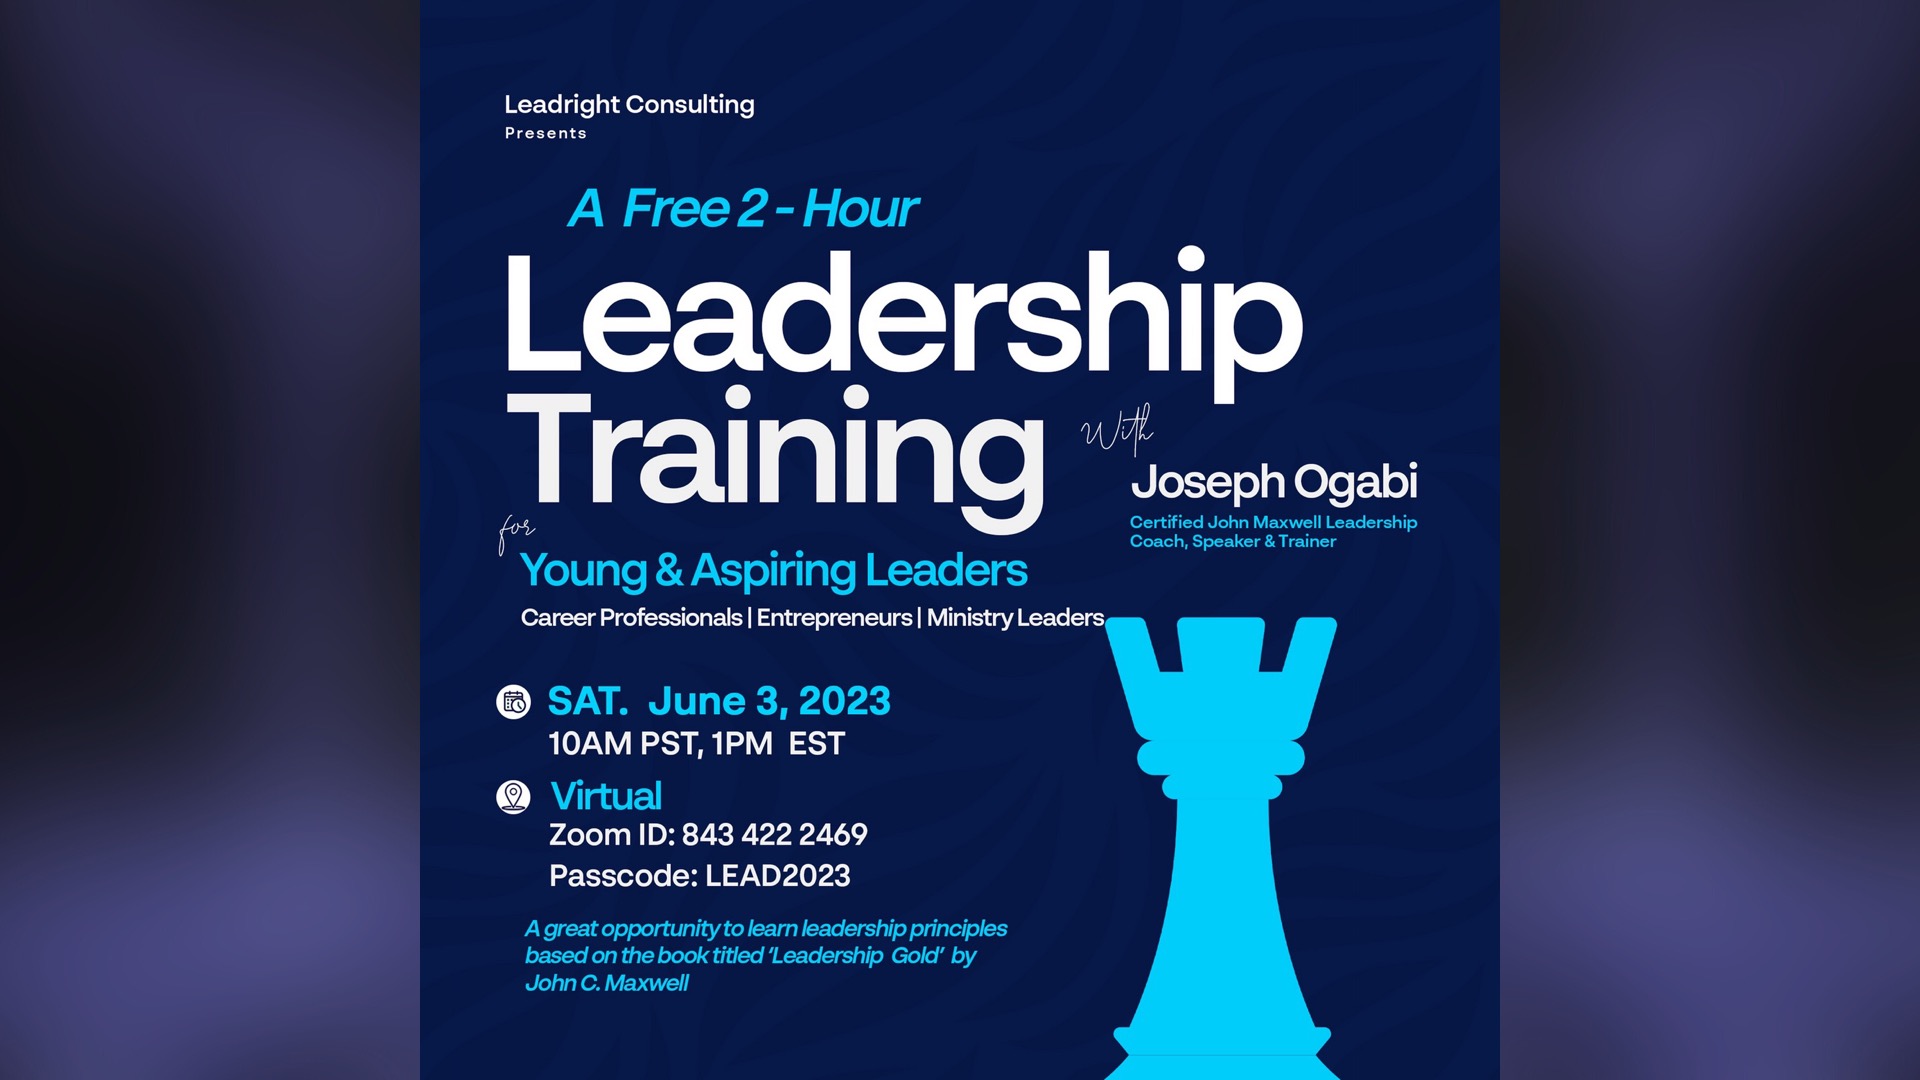 Leadright Consulting
Presents
A Free 2 - Hour
Leadership
Training
With
Joseph Ogabi
Certified John Maxwell Leadership
Coach, Speaker & Trainer
for
Young & Aspiring Leaders
Career Professionals | Entrepreneurs | Ministry Leaders
SAT. June 3, 2023
10AM PST, 1PM EST
Virtual
Zoom ID: 843 422 2469
Passcode: LEAD2023
A great opportunity to learn leadership principles
based on the book titled ‘Leadership Gold’ by
John C. Maxwell